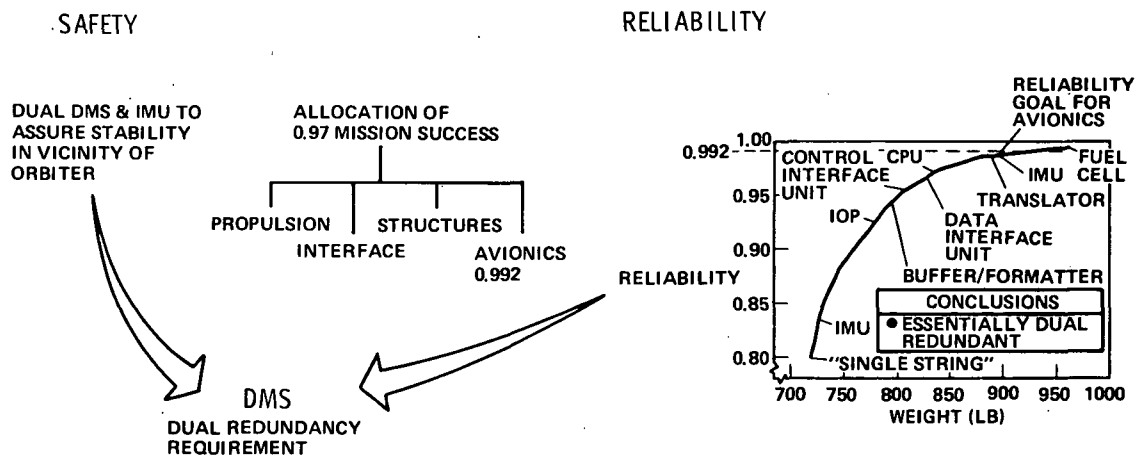 SAFETY
RELIABILITY
DUAL DMS & IMU TO
ASSURE STABILITY
IN VICINITY OF
ORBITER
ALLOCATION OF
0.97 MISSION SUCCESS
PROPULSION
STRUCTURES
INTERFACE
AVIONICS
0.992
DMS
DUAL REDUNDANCY
REQUIREMENT
RELIABILITY
RELIABILITY
GOAL FOR
AVIONICS
1.00
0.992
0.95
0.90
0.85
0.80
CONTROL
INTERFACE
UNIT
CPU
IMU
FUEL
CELL
TRANSLATOR
IOP
DATA
INTERFACE
UNIT
BUFFER/FORMATTER
CONCLUSIONS
● ESSENTIALLY DUAL
REDUNDANT
IMU
"SINGLE STRING"
700 750 800 850 900 950 1000
WEIGHT (LB)